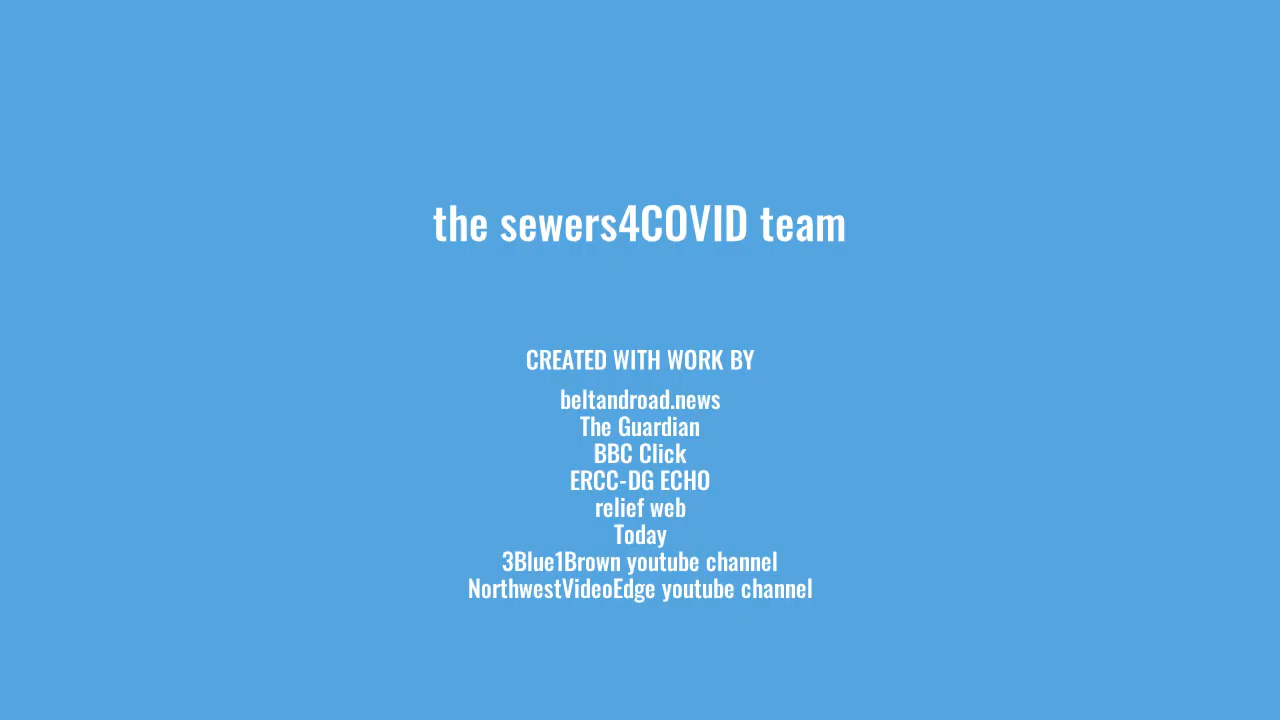 the sewers4COVID team
CREATED WITH WORK BY
beltandroad.news
The Guardian
BBC Click
ERCC-DG ECHO
relief web
Today
3Blue1Brown youtube channel
NorthwestVideoEdge youtube channel